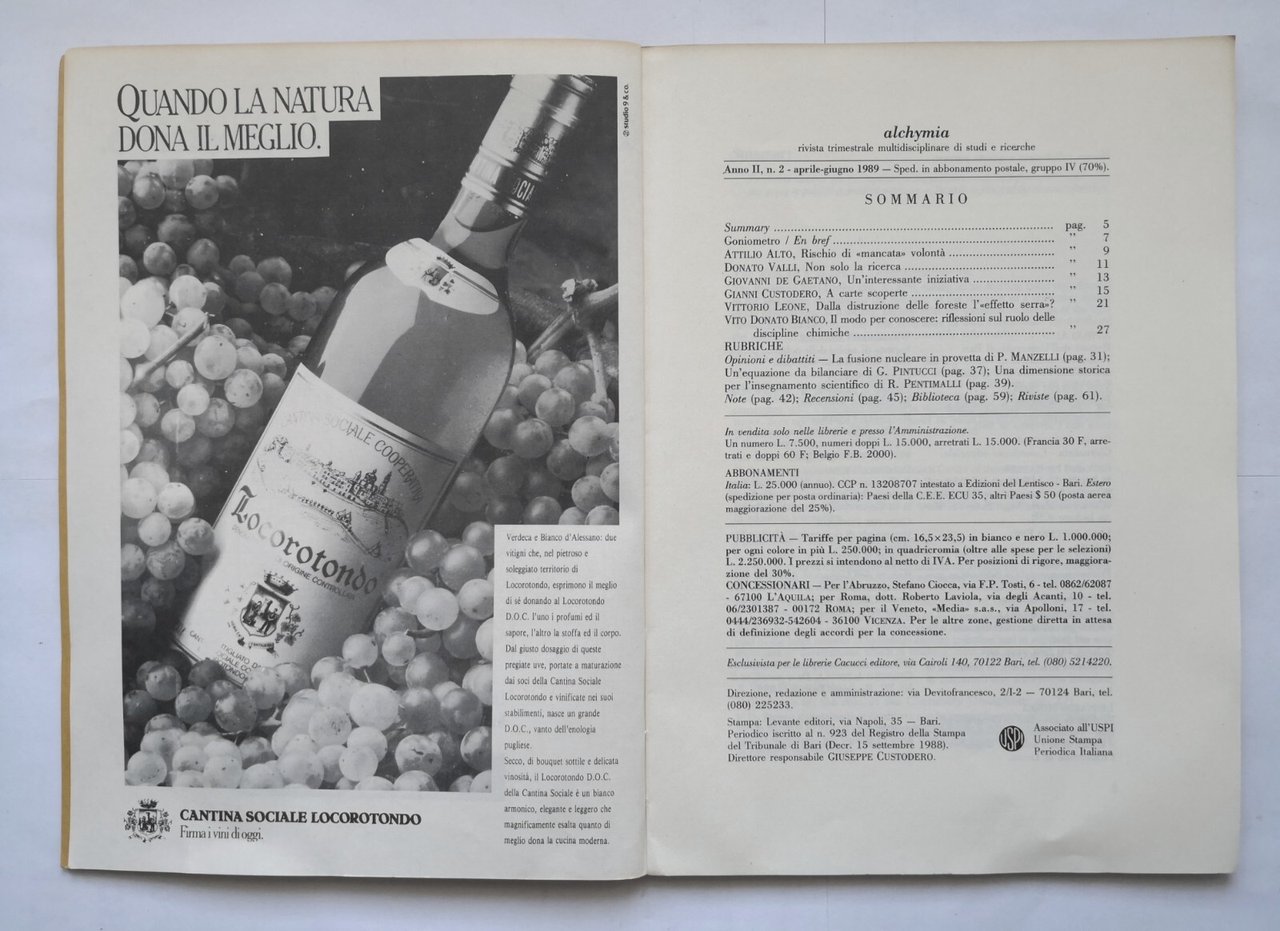 QUANDO LA NATURA
DONA IL MEGLIO.
© studio 9 & co.
CANTINA SOCIALE COOPERATIVA
Locorotondo
ORIGINE CONTROLLATA
Verdeca e Bianco d'Alessano: due
vitigni che, nel pietroso e
soleggiato territorio di
Locorotondo, esprimono il meglio
di sé donando al Locorotondo
D.O.C. l'uno i profumi ed il
sapore, l'altro la stoffa ed il corpo.
Dal giusto dosaggio di queste
pregiate uve, portate a maturazione
dai soci della Cantina Sociale
Locorotondo e vinificate nei suoi
stabilimenti, nasce un grande
D.O.C., vanto dell'enologia
pugliese.
Secco, di bouquet sottile e delicata
vinosità, il Locorotondo D.O.C.
della Cantina Sociale è un bianco
armonico, elegante e leggero che
magnificamente esalta quanto di
meglio dona la cucina moderna.
CANTINA SOCIALE LOCOROTONDO
Firma i vini di oggi.
alchymia
rivista trimestrale multidisciplinare di studi e ricerche
Anno II, n. 2 - aprile-giugno 1989 — Sped. in abbonamento postale, gruppo IV (70%).
SOMMARIO
Summary ........ pag. 5
Goniometro / En bref ........ " 7
ATTILIO ALTO, Rischio di «mancata» volontà ........ " 9
DONATO VALLI, Non solo la ricerca ........ " 11
GIOVANNI DE GAETANO, Un'interessante iniziativa ........ " 13
GIANNI CUSTODERO, A carte scoperte ........ " 15
VITTORIO LEONE, Dalla distruzione delle foreste l'«effetto serra»? " 21
VITO DONATO BIANCO, Il modo per conoscere: riflessioni sul ruolo delle
discipline chimiche ........ " 27
RUBRICHE
Opinioni e dibattiti — La fusione nucleare in provetta di P. MANZELLI (pag. 31);
Un'equazione da bilanciare di G. PINTUCCI (pag. 37); Una dimensione storica
per l'insegnamento scientifico di R. PENTIMALLI (pag. 39).
Note (pag. 42); Recensioni (pag. 45); Biblioteca (pag. 59); Riviste (pag. 61).
In vendita solo nelle librerie e presso l'Amministrazione.
Un numero L. 7.500, numeri doppi L. 15.000, arretrati L. 15.000. (Francia 30 F, arre-
trati e doppi 60 F; Belgio F.B. 2000).
ABBONAMENTI
Italia: L. 25.000 (annuo). CCP n. 13208707 intestato a Edizioni del Lentisco - Bari. Estero
(spedizione per posta ordinaria): Paesi della C.E.E. ECU 35, altri Paesi $ 50 (posta aerea
maggiorazione del 25%).
PUBBLICITÀ — Tariffe per pagina (cm. 16,5×23,5) in bianco e nero L. 1.000.000;
per ogni colore in più L. 250.000; in quadricromia (oltre alle spese per le selezioni)
L. 2.250.000. I prezzi si intendono al netto di IVA. Per posizioni di rigore, maggiora-
zione del 30%.
CONCESSIONARI — Per l'Abruzzo, Stefano Ciocca, via F.P. Tosti, 6 - tel. 0862/62087
- 67100 L'AQUILA; per Roma, dott. Roberto Laviola, via degli Acanti, 10 - tel.
06/2301387 - 00172 ROMA; per il Veneto, «Media» s.a.s., via Apolloni, 17 - tel.
0444/236932-542604 - 36100 VICENZA. Per le altre zone, gestione diretta in attesa
di definizione degli accordi per la concessione.
Esclusivista per le librerie Cacucci editore, via Cairoli 140, 70122 Bari, tel. (080) 5214220.
Direzione, redazione e amministrazione: via Devitofrancesco, 2/I-2 — 70124 Bari, tel.
(080) 225233.
Stampa: Levante editori, via Napoli, 35 — Bari.
Periodico iscritto al n. 923 del Registro della Stampa
del Tribunale di Bari (Decr. 15 settembre 1988).
Direttore responsabile GIUSEPPE CUSTODERO.
USPI
Associato all'USPI
Unione Stampa
Periodica Italiana